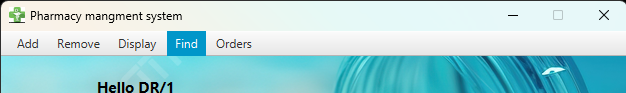 Pharmacy mangment system
Add Remove Display Find Orders
Hello DR/1